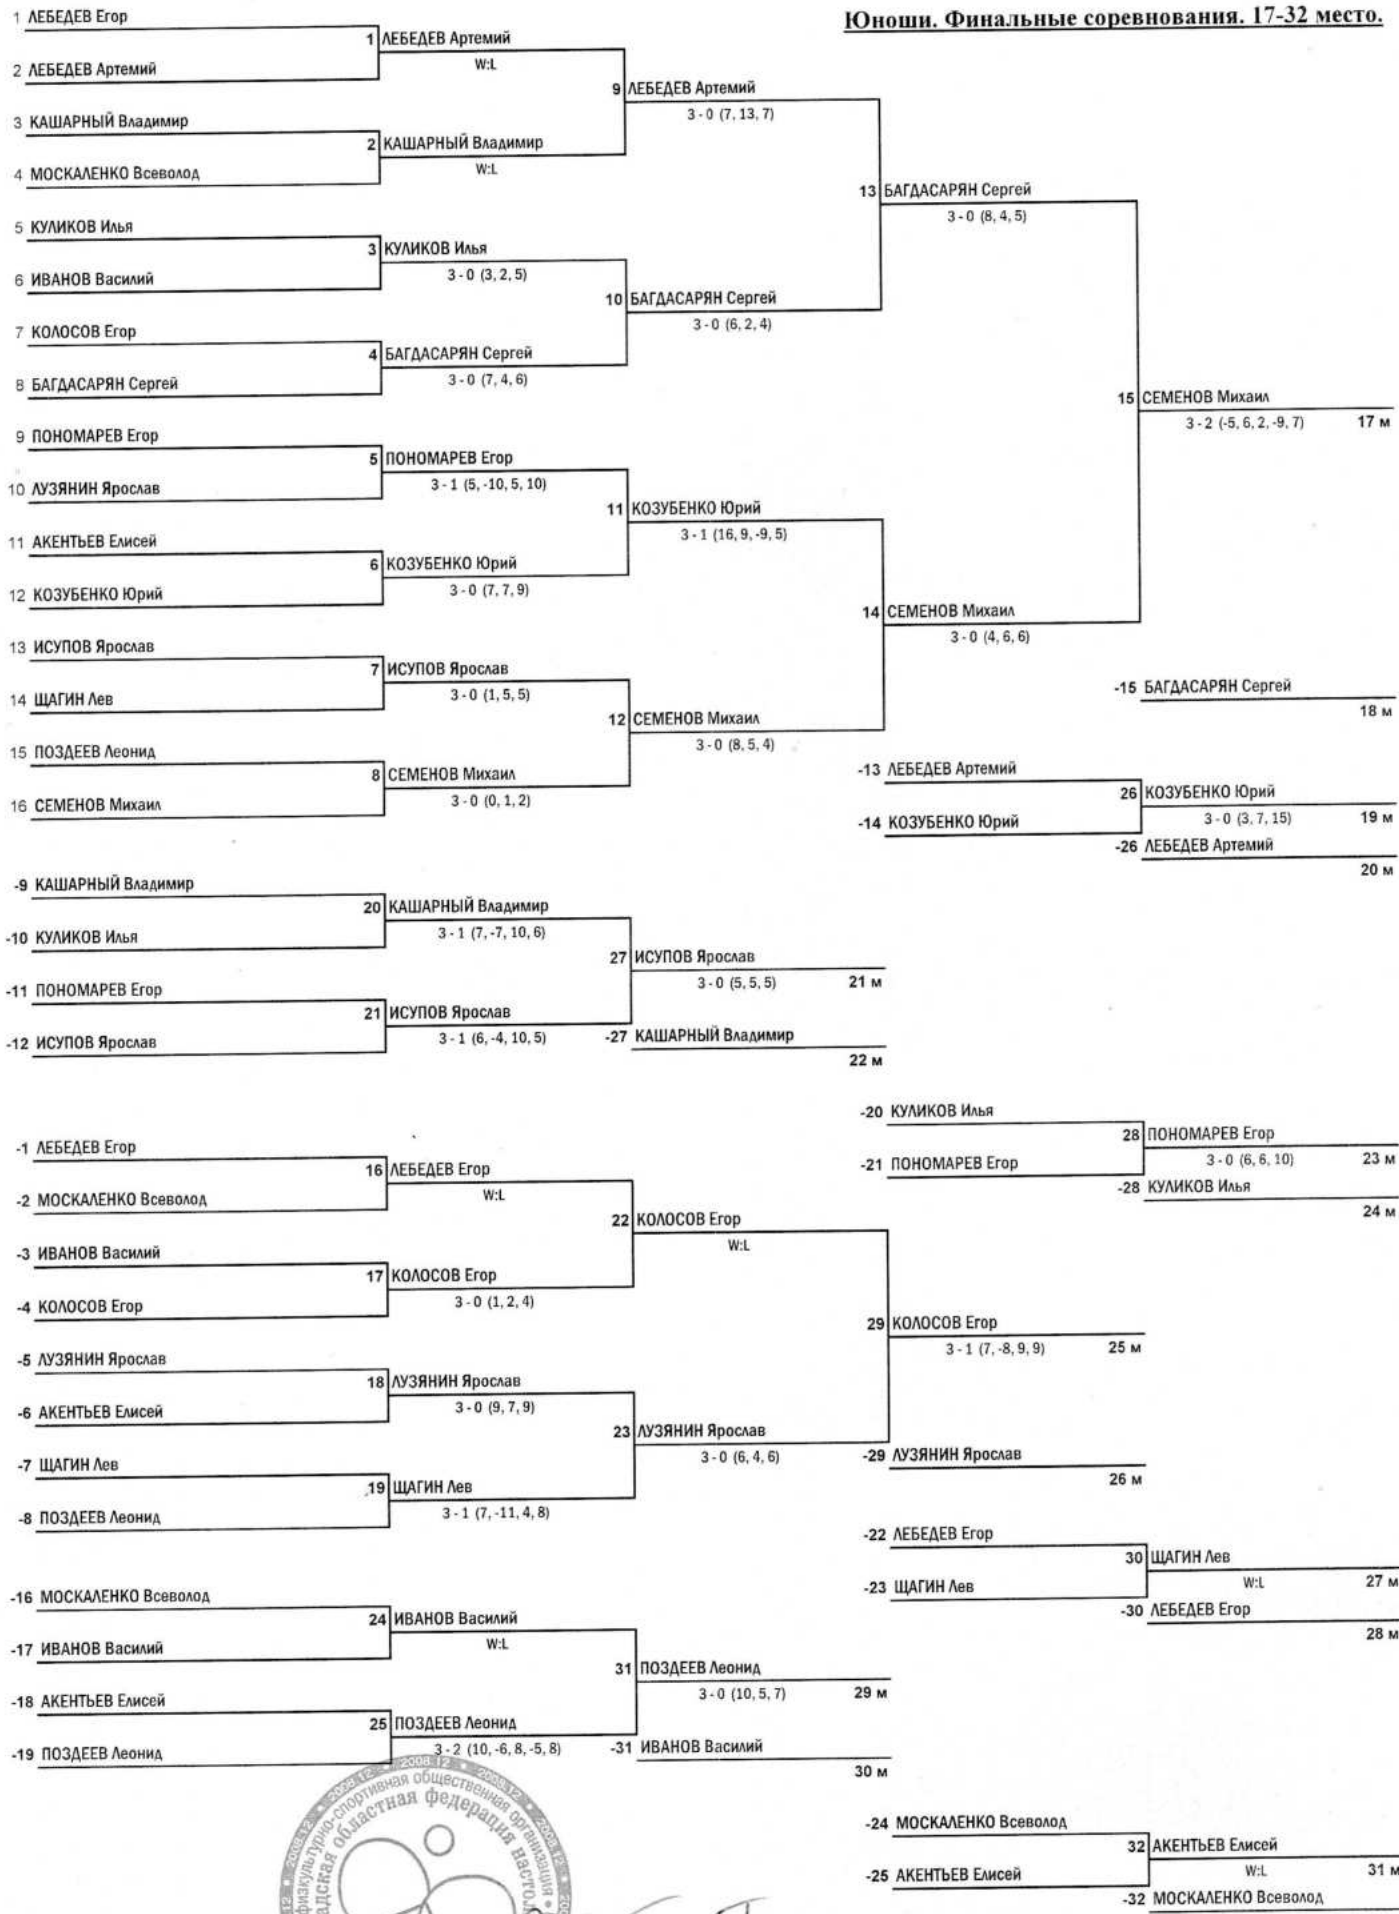 Юноши. Финальные соревнования. 17-32 место.
1 ЛЕБЕДЕВ Егор
1 ЛЕБЕДЕВ Артемий
W:L
2 ЛЕБЕДЕВ Артемий
9 ЛЕБЕДЕВ Артемий
3 - 0 (7, 13, 7)
3 КАШАРНЫЙ Владимир
2 КАШАРНЫЙ Владимир
W:L
4 МОСКАЛЕНКО Всеволод
13 БАГДАСАРЯН Сергей
3 - 0 (8, 4, 5)
5 КУЛИКОВ Илья
3 КУЛИКОВ Илья
3 - 0 (3, 2, 5)
6 ИВАНОВ Василий
10 БАГДАСАРЯН Сергей
3 - 0 (6, 2, 4)
7 КОЛОСОВ Егор
4 БАГДАСАРЯН Сергей
3 - 0 (7, 4, 6)
8 БАГДАСАРЯН Сергей
15 СЕМЕНОВ Михаил
3 - 2 (-5, 6, 2, -9, 7) 17 м
9 ПОНОМАРЕВ Егор
5 ПОНОМАРЕВ Егор
3 - 1 (5, -10, 5, 10)
10 ЛУЗЯНИН Ярослав
11 КОЗУБЕНКО Юрий
3 - 1 (16, 9, -9, 5)
11 АКЕНТЬЕВ Елисей
6 КОЗУБЕНКО Юрий
3 - 0 (7, 7, 9)
12 КОЗУБЕНКО Юрий
14 СЕМЕНОВ Михаил
3 - 0 (4, 6, 6)
13 ИСУПОВ Ярослав
7 ИСУПОВ Ярослав
3 - 0 (1, 5, 5)
14 ЩАГИН Лев
-15 БАГДАСАРЯН Сергей
18 м
12 СЕМЕНОВ Михаил
3 - 0 (8, 5, 4)
15 ПОЗДЕЕВ Леонид
8 СЕМЕНОВ Михаил
3 - 0 (0, 1, 2)
16 СЕМЕНОВ Михаил
-13 ЛЕБЕДЕВ Артемий
26 КОЗУБЕНКО Юрий
3 - 0 (3, 7, 15) 19 м
-14 КОЗУБЕНКО Юрий
-26 ЛЕБЕДЕВ Артемий
20 м
-9 КАШАРНЫЙ Владимир
20 КАШАРНЫЙ Владимир
3 - 1 (7, -7, 10, 6)
-10 КУЛИКОВ Илья
27 ИСУПОВ Ярослав
3 - 0 (5, 5, 5) 21 м
-11 ПОНОМАРЕВ Егор
21 ИСУПОВ Ярослав
3 - 1 (6, -4, 10, 5)
-12 ИСУПОВ Ярослав
-27 КАШАРНЫЙ Владимир
22 м
-20 КУЛИКОВ Илья
28 ПОНОМАРЕВ Егор
3 - 0 (6, 6, 10) 23 м
-21 ПОНОМАРЕВ Егор
-28 КУЛИКОВ Илья
24 м
-1 ЛЕБЕДЕВ Егор
16 ЛЕБЕДЕВ Егор
W:L
-2 МОСКАЛЕНКО Всеволод
22 КОЛОСОВ Егор
W:L
-3 ИВАНОВ Василий
17 КОЛОСОВ Егор
3 - 0 (1, 2, 4)
-4 КОЛОСОВ Егор
29 КОЛОСОВ Егор
3 - 1 (7, -8, 9, 9) 25 м
-5 ЛУЗЯНИН Ярослав
18 ЛУЗЯНИН Ярослав
3 - 0 (9, 7, 9)
-6 АКЕНТЬЕВ Елисей
23 ЛУЗЯНИН Ярослав
3 - 0 (6, 4, 6)
-29 ЛУЗЯНИН Ярослав
26 м
-7 ЩАГИН Лев
19 ЩАГИН Лев
3 - 1 (7, -11, 4, 8)
-8 ПОЗДЕЕВ Леонид
-22 ЛЕБЕДЕВ Егор
30 ЩАГИН Лев
W:L 27 м
-23 ЩАГИН Лев
-30 ЛЕБЕДЕВ Егор
28 м
-16 МОСКАЛЕНКО Всеволод
24 ИВАНОВ Василий
W:L
-17 ИВАНОВ Василий
31 ПОЗДЕЕВ Леонид
3 - 0 (10, 5, 7) 29 м
-18 АКЕНТЬЕВ Елисей
25 ПОЗДЕЕВ Леонид
3 - 2 (10, -6, 8, -5, 8)
-19 ПОЗДЕЕВ Леонид
-31 ИВАНОВ Василий
30 м
-24 МОСКАЛЕНКО Всеволод
32 АКЕНТЬЕВ Елисей
W:L 31 м
-25 АКЕНТЬЕВ Елисей
-32 МОСКАЛЕНКО Всеволод
физкультурно-спортивная общественная организация
областная федерация